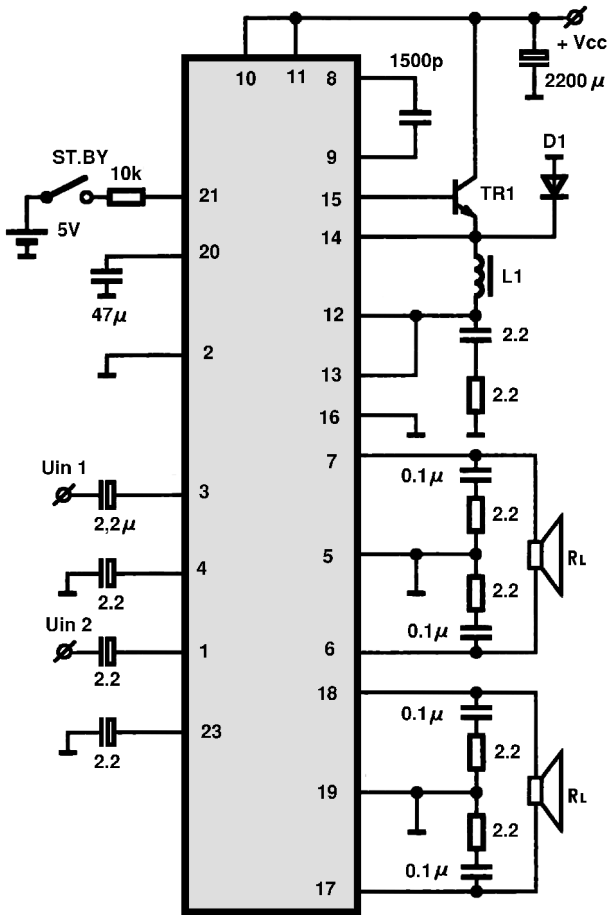 + Vcc
2200 µ
10
11
8
1500p
9
D1
ST.BY
10k
21
15
TR1
5V
14
20
L1
47µ
12
2.2
2
13
2.2
16
Uin 1
7
0.1µ
3
2.2
2,2µ
5
RL
4
2.2
2.2
Uin 2
0.1µ
1
6
2.2
18
0.1µ
23
2.2
2.2
19
RL
2.2
0.1µ
17